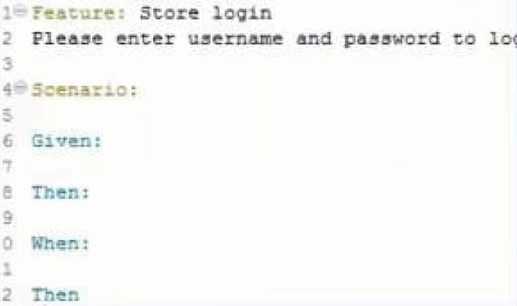 1 Feature: Store login
2 Please enter username and password to
3
4 Scenario:
5
6 Given:
7
8 Then:
9
0 When:
1
2 Then